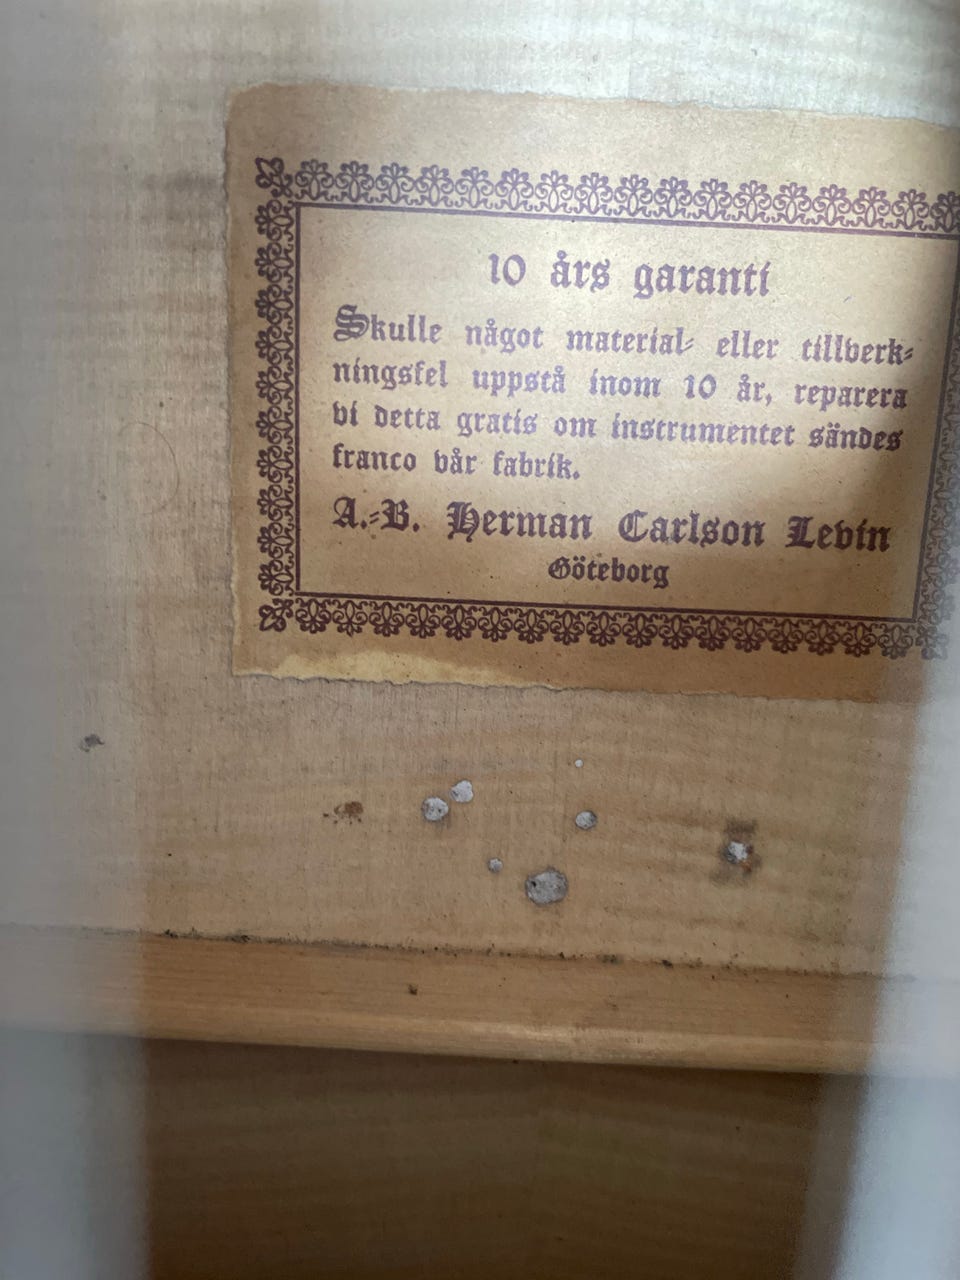 10 års garanti
Skulle något material- eller tillverk-
ningsfel uppstå inom 10 år, reparera
vi detta gratis om instrumentet sändes
franco vår fabrik.
A.-B. Herman Carlson Levin
Göteborg